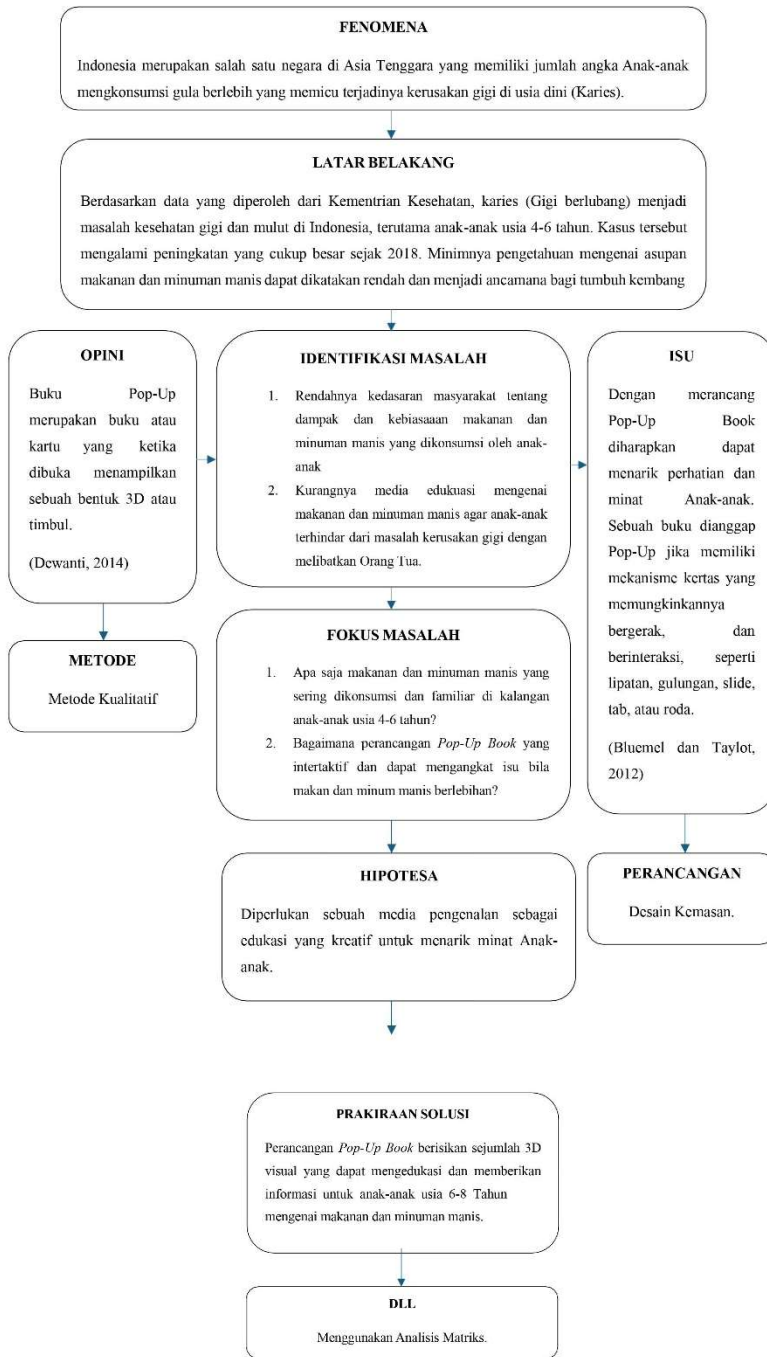 FENOMENA
Indonesia merupakan salah satu negara di Asia Tenggara yang memiliki jumlah angka Anak-anak
mengkonsumsi gula berlebih yang memicu terjadinya kerusakan gigi di usia dini (Karies).
LATAR BELAKANG
Berdasarkan data yang diperoleh dari Kementrian Kesehatan, karies (Gigi berlubang) menjadi
masalah kesehatan gigi dan mulut di Indonesia, terutama anak-anak usia 4-6 tahun. Kasus tersebut
mengalami peningkatan yang cukup besar sejak 2018. Minimnya pengetahuan mengenai asupan
makanan dan minuman manis dapat dikatakan rendah dan menjadi ancamana bagi tumbuh kembang
OPINI
Buku Pop-Up
merupakan buku atau
kartu yang ketika
dibuka menampilkan
sebuah bentuk 3D atau
timbul.
(Dewanti, 2014)
METODE
Metode Kualitatif
IDENTIFIKASI MASALAH
1. Rendahnya kedasaran masyarakat tentang
dampak dan kebiasaaan makanan dan
minuman manis yang dikonsumsi oleh anak-
anak
2. Kurangnya media edukuasi mengenai
makanan dan minuman manis agar anak-anak
terhindar dari masalah kerusakan gigi dengan
melibatkan Orang Tua.
FOKUS MASALAH
1. Apa saja makanan dan minuman manis yang
sering dikonsumsi dan familiar di kalangan
anak-anak usia 4-6 tahun?
2. Bagaimana perancangan Pop-Up Book yang
intertaktif dan dapat mengangkat isu bila
makan dan minum manis berlebihan?
HIPOTESA
Diperlukan sebuah media pengenalan sebagai
edukasi yang kreatif untuk menarik minat Anak-
anak.
ISU
Dengan merancang
Pop-Up Book
diharapkan dapat
menarik perhatian dan
minat Anak-anak.
Sebuah buku dianggap
Pop-Up jika memiliki
mekanisme kertas yang
memungkinkannya
bergerak, dan
berinteraksi, seperti
lipatan, gulungan, slide,
tab, atau roda.
(Bluemel dan Taylot,
2012)
PERANCANGAN
Desain Kemasan.
PRAKIRAAN SOLUSI
Perancangan Pop-Up Book berisikan sejumlah 3D
visual yang dapat mengedukasi dan memberikan
informasi untuk anak-anak usia 6-8 Tahun
mengenai makanan dan minuman manis.
DLL
Menggunakan Analisis Matriks.